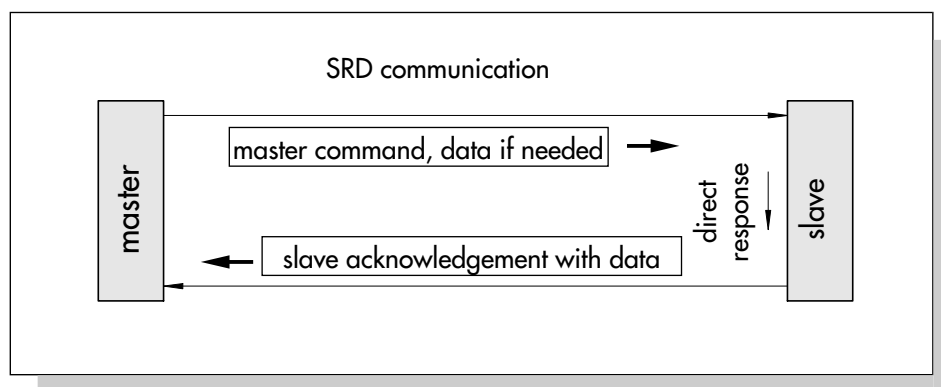 SRD communication
master
master command, data if needed
direct
response
slave
slave acknowledgement with data